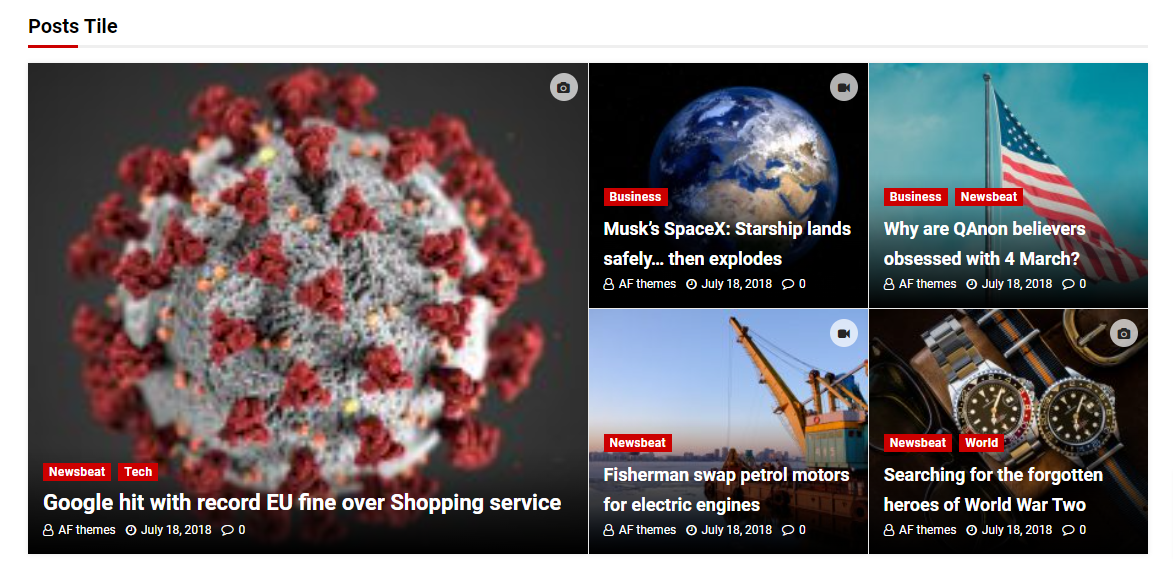 Posts Tile
Newsbeat Tech
Google hit with record EU fine over Shopping service
AF themes July 18, 2018 0
Business
Musk's SpaceX: Starship lands
safely... then explodes
AF themes July 18, 2018 0
Business Newsbeat
Why are QAnon believers
obsessed with 4 March?
AF themes July 18, 2018 0
Newsbeat
Fisherman swap petrol motors
for electric engines
AF themes July 18, 2018 0
Newsbeat World
Searching for the forgotten
heroes of World War Two
AF themes July 18, 2018 0